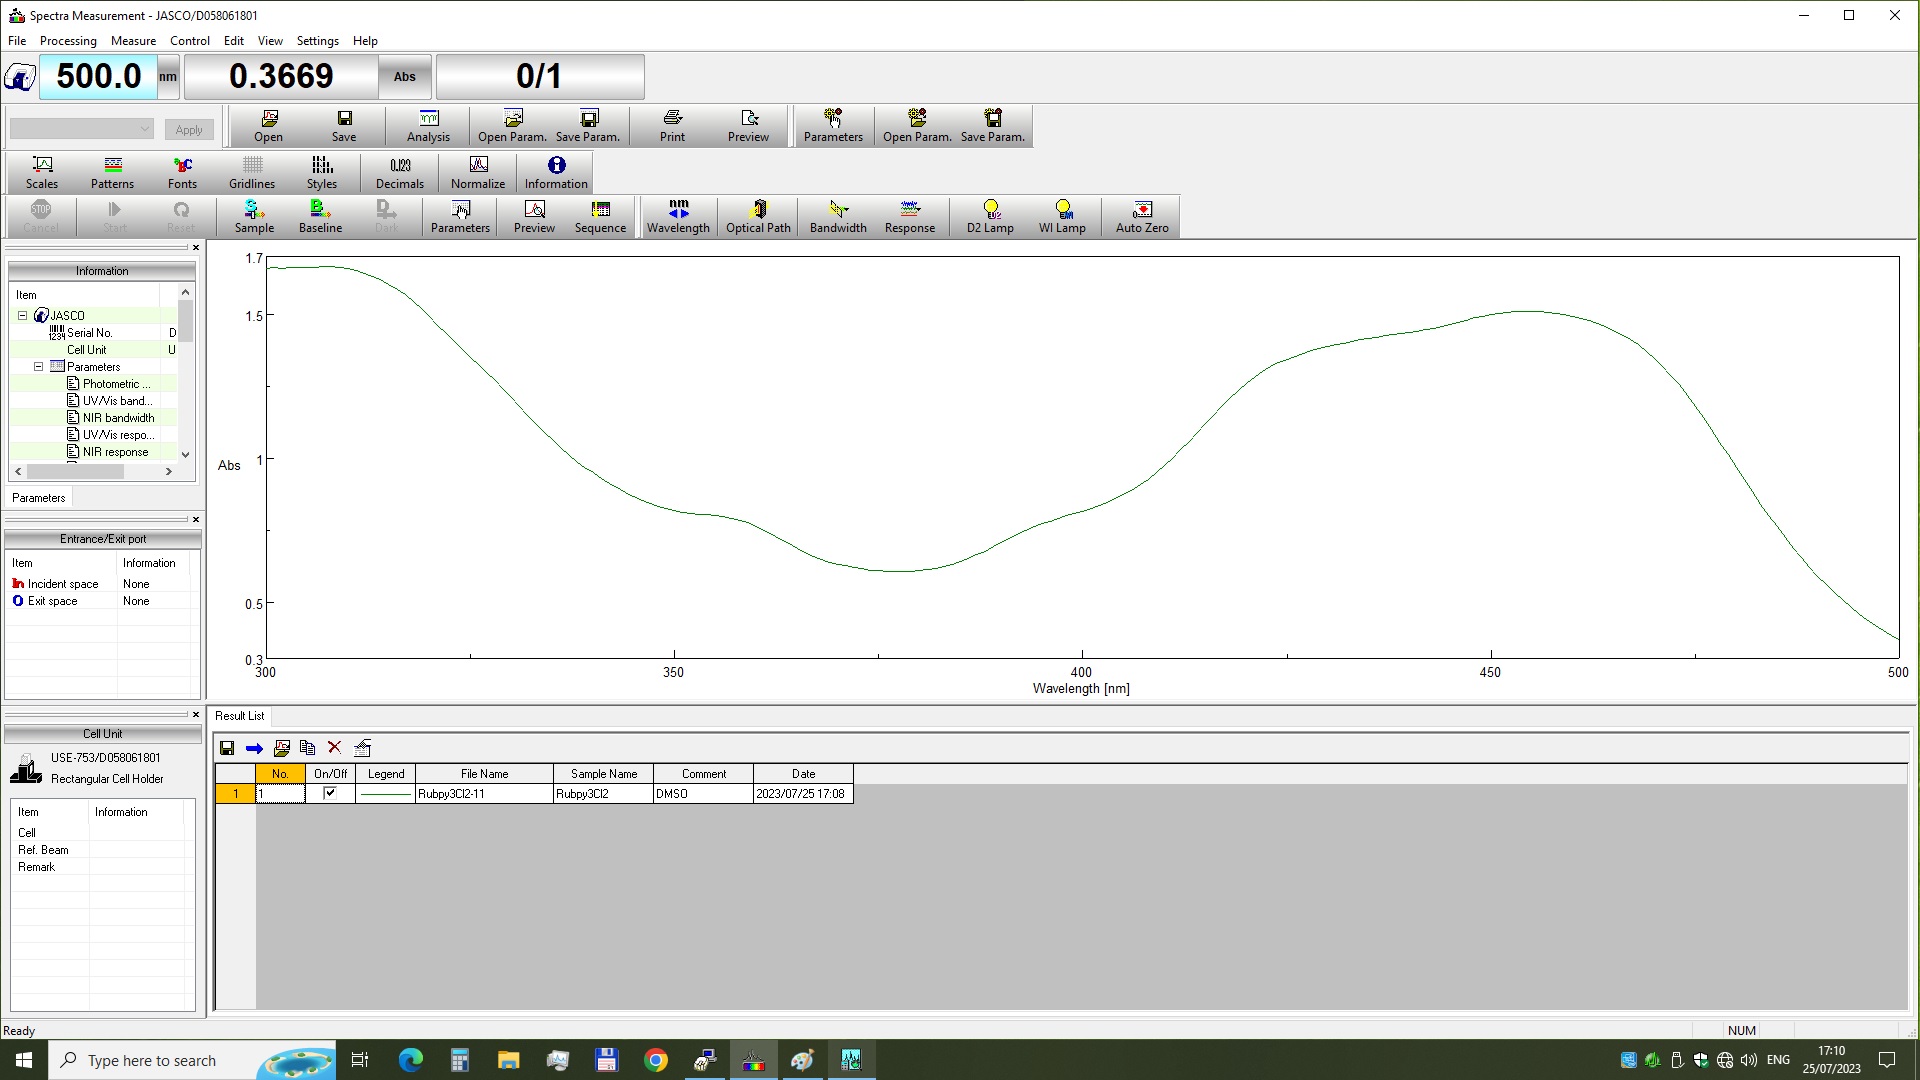 Spectra Measurement - JASCO/D058061801
File Processing Measure Control Edit View Settings Help
500.0 nm 0.3669 Abs 0/1
Apply Open Save Analysis Open Param. Save Param. Print Preview Parameters Open Param. Save Param.
Scales Patterns Fonts Gridlines Styles Decimals Normalize Information
Cancel Start Reset Sample Baseline Dark Parameters Preview Sequence Wavelength Optical Path Bandwidth Response D2 Lamp WI Lamp Auto Zero
Information
Item
JASCO
Serial No. D
Cell Unit U
Parameters
Photometric ...
UV/Vis band...
NIR bandwidth
UV/Vis respo...
NIR response
Parameters
Entrance/Exit port
Item Information
Incident space None
Exit space None
Cell Unit
USE-753/D058061801
Rectangular Cell Holder
Item Information
Cell
Ref. Beam
Remark
1.7
1.5
Abs 1
0.5
0.3
300 350 400 450 500
Wavelength [nm]
Result List
No. On/Off Legend File Name Sample Name Comment Date
1 1 Rubpy3Cl2-11 Rubpy3Cl2 DMSO 2023/07/25 17:08
Ready NUM
Type here to search ENG 17:10
25/07/2023